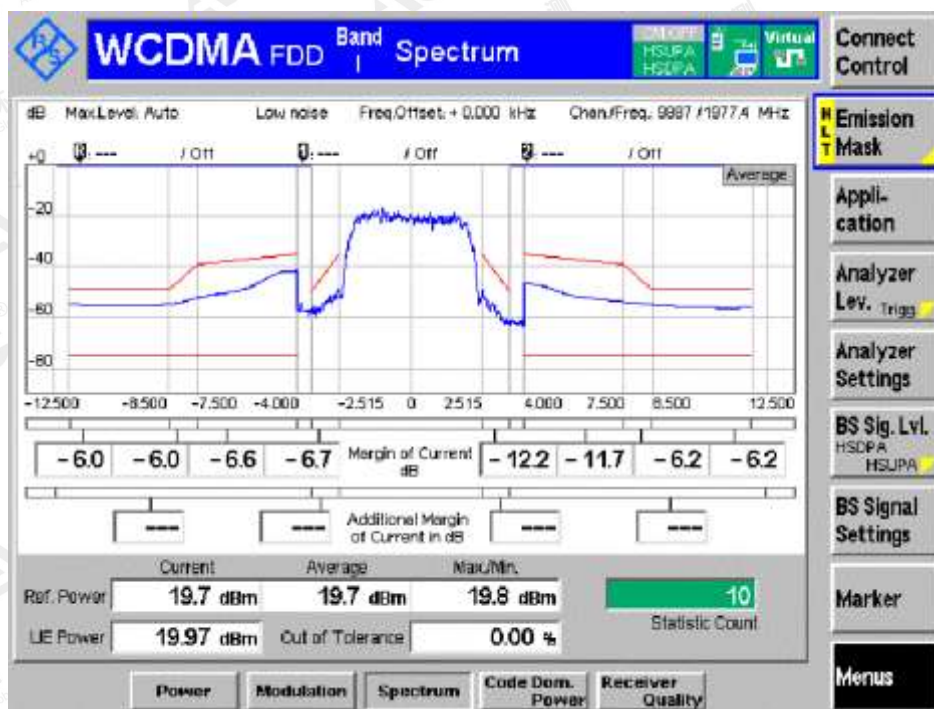 WCDMA FDD Band I Spectrum
HSUPA
HSDPA
Virtual
Connect Control
dB Max.Level: Auto Low noise Freq.Offset: + 0.000 kHz Chan./Freq.: 9887 / 1977.4 MHz
HLT Emission Mask
+0 --- / Off --- / Off 2: --- / Off
Average
-20
-40
-60
-80
-12.500 -8.500 -7.500 -4.000 -2.515 0 2.515 4.000 7.500 8.500 12.500
-6.0 -6.0 -6.6 -6.7 Margin of Current dB -12.2 -11.7 -6.2 -6.2
--- --- Additional Margin of Current in dB --- ---
Current Average Max./Min.
Ref. Power 19.7 dBm 19.7 dBm 19.8 dBm 10
Statistic Count
UE Power 19.97 dBm Out of Tolerance 0.00 %
Appli-
cation
Analyzer
Lev. Trigg.
Analyzer
Settings
BS Sig. Lvl.
HSDPA
HSUPA
BS Signal
Settings
Marker
Menus
Power Modulation Spectrum Code Dom. Power Receiver Quality